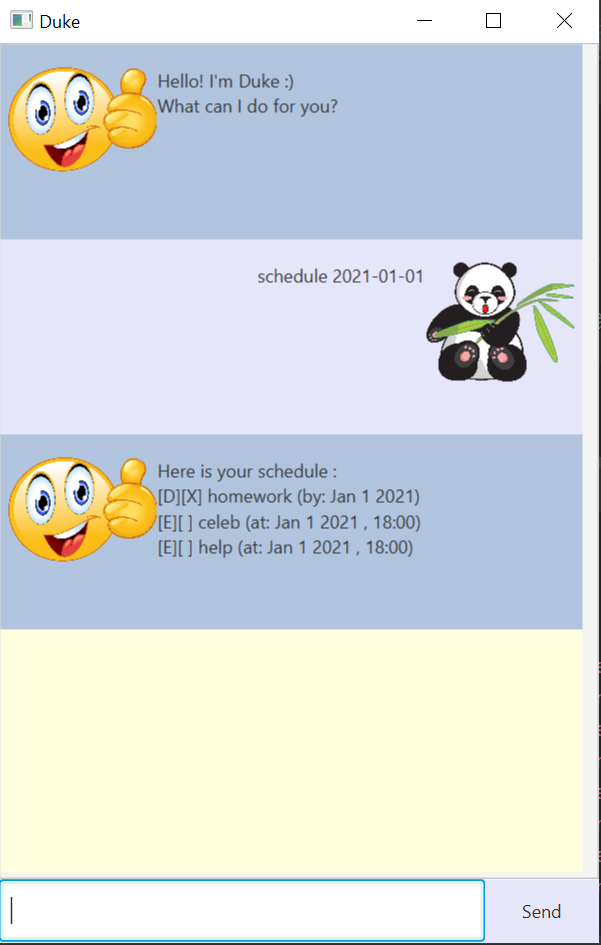 Duke
Hello! I'm Duke :)
What can I do for you?
schedule 2021-01-01
Here is your schedule :
[D][X] homework (by: Jan 1 2021)
[E][ ] celeb (at: Jan 1 2021 , 18:00)
[E][ ] help (at: Jan 1 2021 , 18:00)
Send